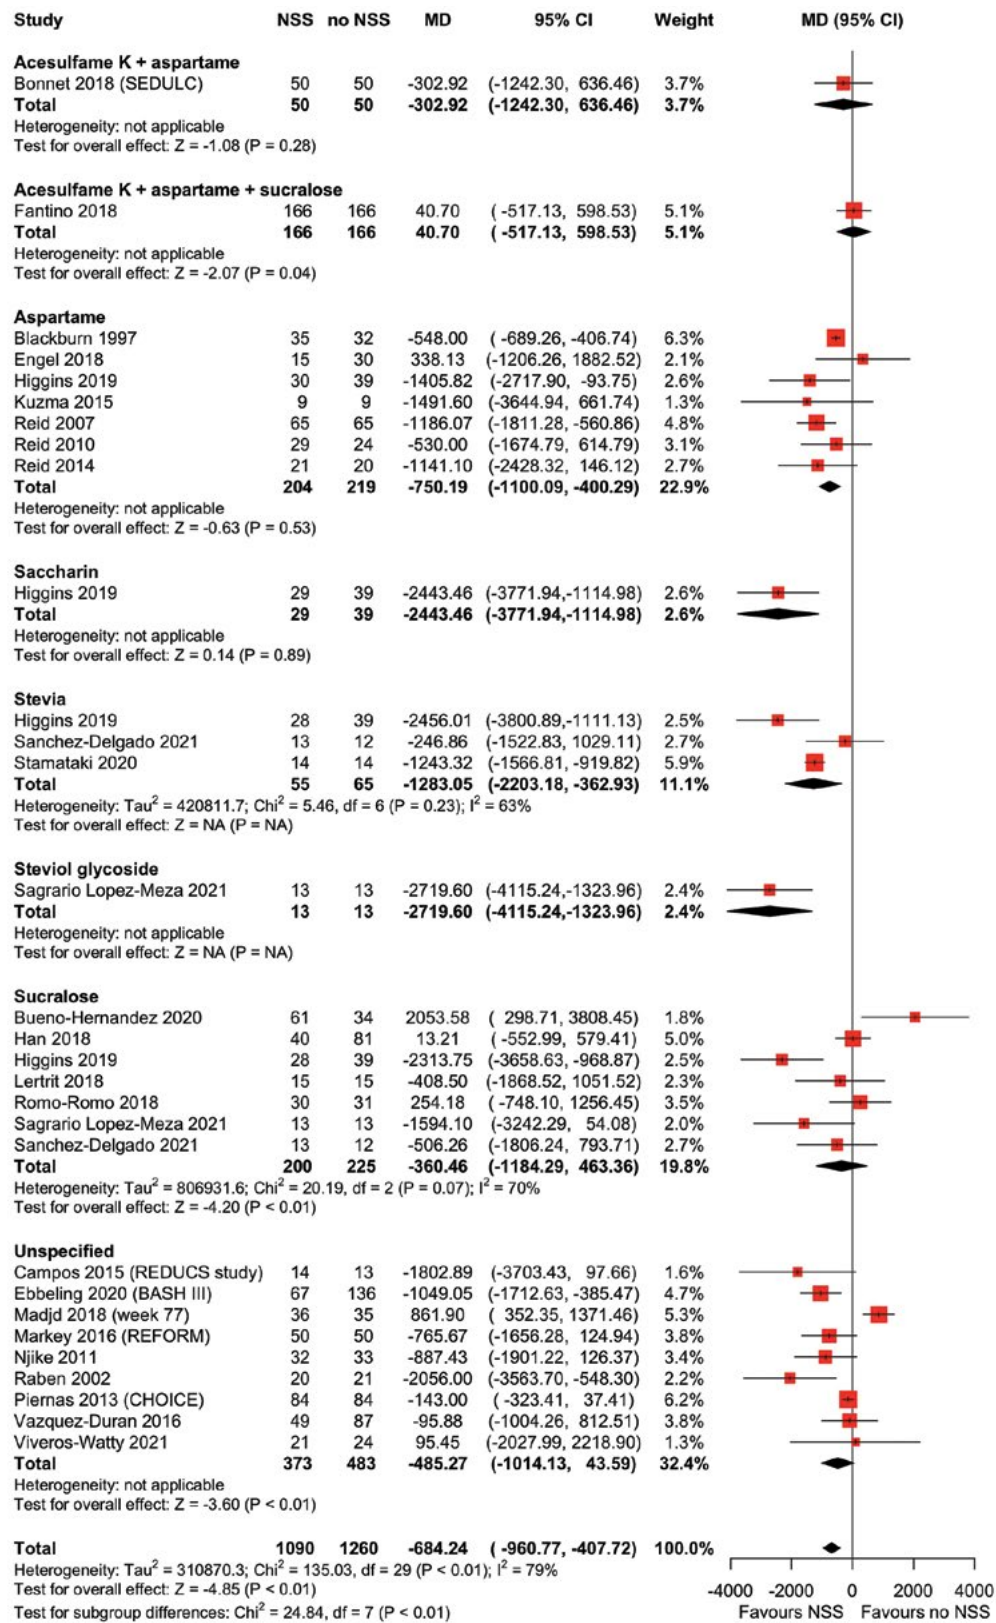 Study NSS no NSS MD 95% CI Weight MD (95% CI)
Acesulfame K + aspartame
Bonnet 2018 (SEDULC) 50 50 -302.92 (-1242.30, 636.46) 3.7%
Total 50 50 -302.92 (-1242.30, 636.46) 3.7%
Heterogeneity: not applicable
Test for overall effect: Z = -1.08 (P = 0.28)
Acesulfame K + aspartame + sucralose
Fantino 2018 166 166 40.70 ( -517.13, 598.53) 5.1%
Total 166 166 40.70 ( -517.13, 598.53) 5.1%
Heterogeneity: not applicable
Test for overall effect: Z = -2.07 (P = 0.04)
Aspartame
Blackburn 1997 35 32 -548.00 ( -689.26, -406.74) 6.3%
Engel 2018 15 30 338.13 (-1206.26, 1882.52) 2.1%
Higgins 2019 30 39 -1405.82 (-2717.90, -93.75) 2.6%
Kuzma 2015 9 9 -1491.60 (-3644.94, 661.74) 1.3%
Reid 2007 65 65 -1186.07 (-1811.28, -560.86) 4.8%
Reid 2010 29 24 -530.00 (-1674.79, 614.79) 3.1%
Reid 2014 21 20 -1141.10 (-2428.32, 146.12) 2.7%
Total 204 219 -750.19 (-1100.09, -400.29) 22.9%
Heterogeneity: not applicable
Test for overall effect: Z = -0.63 (P = 0.53)
Saccharin
Higgins 2019 29 39 -2443.46 (-3771.94,-1114.98) 2.6%
Total 29 39 -2443.46 (-3771.94,-1114.98) 2.6%
Heterogeneity: not applicable
Test for overall effect: Z = 0.14 (P = 0.89)
Stevia
Higgins 2019 28 39 -2456.01 (-3800.89,-1111.13) 2.5%
Sanchez-Delgado 2021 13 12 -246.86 (-1522.83, 1029.11) 2.7%
Stamataki 2020 14 14 -1243.32 (-1566.81, -919.82) 5.9%
Total 55 65 -1283.05 (-2203.18, -362.93) 11.1%
Heterogeneity: Tau² = 420811.7; Chi² = 5.46, df = 6 (P = 0.23); I² = 63%
Test for overall effect: Z = NA (P = NA)
Steviol glycoside
Sagrario Lopez-Meza 2021 13 13 -2719.60 (-4115.24,-1323.96) 2.4%
Total 13 13 -2719.60 (-4115.24,-1323.96) 2.4%
Heterogeneity: not applicable
Test for overall effect: Z = NA (P = NA)
Sucralose
Bueno-Hernandez 2020 61 34 2053.58 ( 298.71, 3808.45) 1.8%
Han 2018 40 81 13.21 ( -552.99, 579.41) 5.0%
Higgins 2019 28 39 -2313.75 (-3658.63, -968.87) 2.5%
Lertrit 2018 15 15 -408.50 (-1868.52, 1051.52) 2.3%
Romo-Romo 2018 30 31 254.18 ( -748.10, 1256.45) 3.5%
Sagrario Lopez-Meza 2021 13 13 -1594.10 (-3242.29, 54.08) 2.0%
Sanchez-Delgado 2021 13 12 -506.26 (-1806.24, 793.71) 2.7%
Total 200 225 -360.46 (-1184.29, 463.36) 19.8%
Heterogeneity: Tau² = 806931.6; Chi² = 20.19, df = 2 (P = 0.07); I² = 70%
Test for overall effect: Z = -4.20 (P < 0.01)
Unspecified
Campos 2015 (REDUCS study) 14 13 -1802.89 (-3703.43, 97.66) 1.6%
Ebbeling 2020 (BASH III) 67 136 -1049.05 (-1712.63, -385.47) 4.7%
Madjd 2018 (week 77) 36 35 861.90 ( 352.35, 1371.46) 5.3%
Markey 2016 (REFORM) 50 50 -765.67 (-1656.28, 124.94) 3.8%
Njike 2011 32 33 -887.43 (-1901.22, 126.37) 3.4%
Raben 2002 20 21 -2056.00 (-3563.70, -548.30) 2.2%
Piernas 2013 (CHOICE) 84 84 -143.00 ( -323.41, 37.41) 6.2%
Vazquez-Duran 2016 49 87 -95.88 (-1004.26, 812.51) 3.8%
Viveros-Watty 2021 21 24 95.45 (-2027.99, 2218.90) 1.3%
Total 373 483 -485.27 (-1014.13, 43.59) 32.4%
Heterogeneity: not applicable
Test for overall effect: Z = -3.60 (P < 0.01)
Total 1090 1260 -684.24 ( -960.77, -407.72) 100.0%
Heterogeneity: Tau² = 310870.3; Chi² = 135.03, df = 29 (P < 0.01); I² = 79%
Test for overall effect: Z = -4.85 (P < 0.01)
Test for subgroup differences: Chi² = 24.84, df = 7 (P < 0.01)
-4000 -2000 0 2000 4000
Favours NSS Favours no NSS